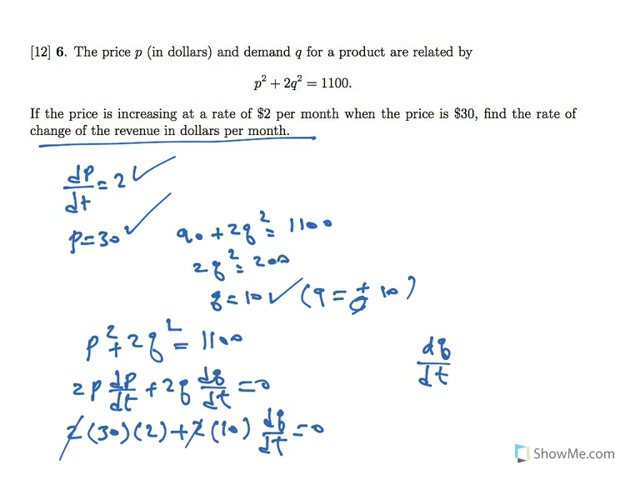 [12] 6. The price p (in dollars) and demand q for a product are related by
p² + 2q² = 1100.
If the price is increasing at a rate of $2 per month when the price is $30, find the rate of
change of the revenue in dollars per month.
dp/dt = 2 ✓
p = 30 ✓
90 + 2q² = 1100
2q² = 200
q = 10 ✓ (q = ± 10)
p² + 2q² = 1100
dq/dt
2p dp/dt + 2q dq/dt = 0
2(30)(2) + 2(10) dq/dt = 0
ShowMe.com